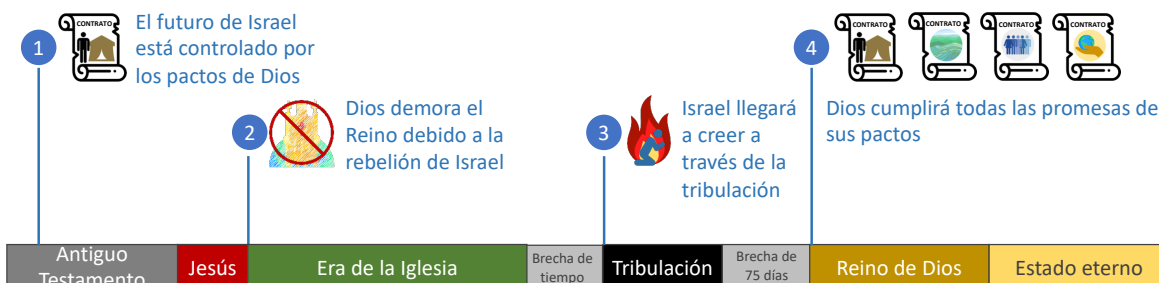 1
CONTRATO
El futuro de Israel
está controlado por
los pactos de Dios
2
Dios demora el
Reino debido a la
rebelión de Israel
3
Israel llegará
a creer a
través de la
tribulación
4
CONTRATO
CONTRATO
CONTRATO
CONTRATO
Dios cumplirá todas las promesas de
sus pactos
Antiguo
Testamento
Jesús
Era de la Iglesia
Brecha de
tiempo
Tribulación
Brecha de
75 días
Reino de Dios
Estado eterno